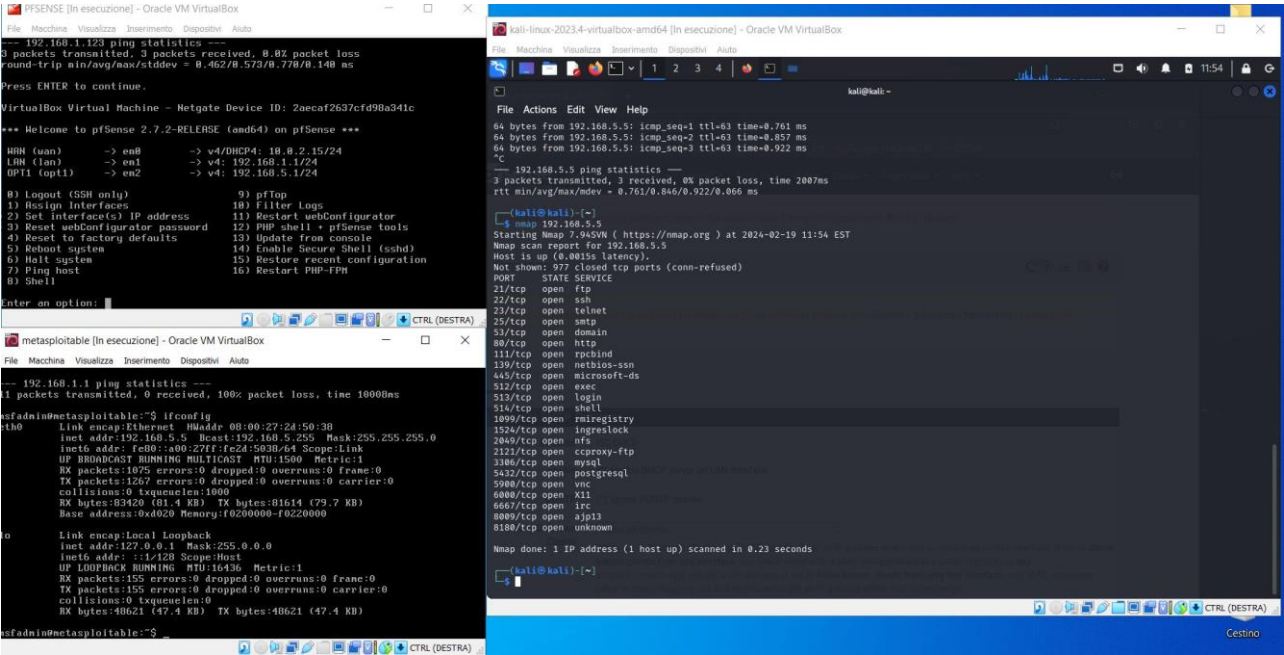 PFSENSE [In esecuzione] - Oracle VM VirtualBox
File Macchina Visualizza Inserimento Dispositivi Aiuto
--- 192.168.1.123 ping statistics ---
3 packets transmitted, 3 packets received, 0.0% packet loss
round-trip min/avg/max/stddev = 0.462/0.573/0.770/0.140 ms
Press ENTER to continue.
VirtualBox Virtual Machine - Netgate Device ID: 2aecaf2637cfd98a341c
*** Welcome to pfSense 2.7.2-RELEASE (amd64) on pfSense ***
WAN (wan) -> em0 -> v4/DHCP4: 10.0.2.15/24
LAN (lan) -> em1 -> v4: 192.168.1.1/24
OPT1 (opt1) -> em2 -> v4: 192.168.5.1/24
0) Logout (SSH only) 9) pfTop
1) Assign Interfaces 10) Filter Logs
2) Set interface(s) IP address 11) Restart webConfigurator
3) Reset webConfigurator password 12) PHP shell + pfSense tools
4) Reset to factory defaults 13) Update from console
5) Reboot system 14) Enable Secure Shell (sshd)
6) Halt system 15) Restore recent configuration
7) Ping host 16) Restart PHP-FPM
8) Shell
Enter an option:
CTRL (DESTRA)
metasploitable [In esecuzione] - Oracle VM VirtualBox
File Macchina Visualizza Inserimento Dispositivi Aiuto
--- 192.168.1.1 ping statistics ---
11 packets transmitted, 0 received, 100% packet loss, time 10008ms
msfadmin@metasploitable:~$ ifconfig
eth0 Link encap:Ethernet HWaddr 08:00:27:2d:50:38
inet addr:192.168.5.5 Bcast:192.168.5.255 Mask:255.255.255.0
inet6 addr: fe80::a00:27ff:fe2d:5038/64 Scope:Link
UP BROADCAST RUNNING MULTICAST MTU:1500 Metric:1
RX packets:1075 errors:0 dropped:0 overruns:0 frame:0
TX packets:1267 errors:0 dropped:0 overruns:0 carrier:0
collisions:0 txqueuelen:1000
RX bytes:83420 (81.4 KB) TX bytes:81614 (79.7 KB)
Base address:0xd020 Memory:f0200000-f0220000
lo Link encap:Local Loopback
inet addr:127.0.0.1 Mask:255.0.0.0
inet6 addr: ::1/128 Scope:Host
UP LOOPBACK RUNNING MTU:16436 Metric:1
RX packets:155 errors:0 dropped:0 overruns:0 frame:0
TX packets:155 errors:0 dropped:0 overruns:0 carrier:0
collisions:0 txqueuelen:0
RX bytes:48621 (47.4 KB) TX bytes:48621 (47.4 KB)
msfadmin@metasploitable:~$ _
CTRL (DESTRA)
kali-linux-2023.4-virtualbox-amd64 [In esecuzione] - Oracle VM VirtualBox
File Macchina Visualizza Inserimento Dispositivi Aiuto
1 2 3 4 11:54
kali@kali: ~
File Actions Edit View Help
64 bytes from 192.168.5.5: icmp_seq=1 ttl=63 time=0.761 ms
64 bytes from 192.168.5.5: icmp_seq=2 ttl=63 time=0.857 ms
64 bytes from 192.168.5.5: icmp_seq=3 ttl=63 time=0.922 ms
^C
--- 192.168.5.5 ping statistics ---
3 packets transmitted, 3 received, 0% packet loss, time 2007ms
rtt min/avg/max/mdev = 0.761/0.846/0.922/0.066 ms
(kali㉿kali)-[~]
$ nmap 192.168.5.5
Starting Nmap 7.94SVN ( https://nmap.org ) at 2024-02-19 11:54 EST
Nmap scan report for 192.168.5.5
Host is up (0.0015s latency).
Not shown: 977 closed tcp ports (conn-refused)
PORT STATE SERVICE
21/tcp open ftp
22/tcp open ssh
23/tcp open telnet
25/tcp open smtp
53/tcp open domain
80/tcp open http
111/tcp open rpcbind
139/tcp open netbios-ssn
445/tcp open microsoft-ds
512/tcp open exec
513/tcp open login
514/tcp open shell
1099/tcp open rmiregistry
1524/tcp open ingreslock
2049/tcp open nfs
2121/tcp open ccproxy-ftp
3306/tcp open mysql
5432/tcp open postgresql
5900/tcp open vnc
6000/tcp open X11
6667/tcp open irc
8009/tcp open ajp13
8180/tcp open unknown
Nmap done: 1 IP address (1 host up) scanned in 0.23 seconds
(kali㉿kali)-[~]
$
CTRL (DESTRA)
Cestino